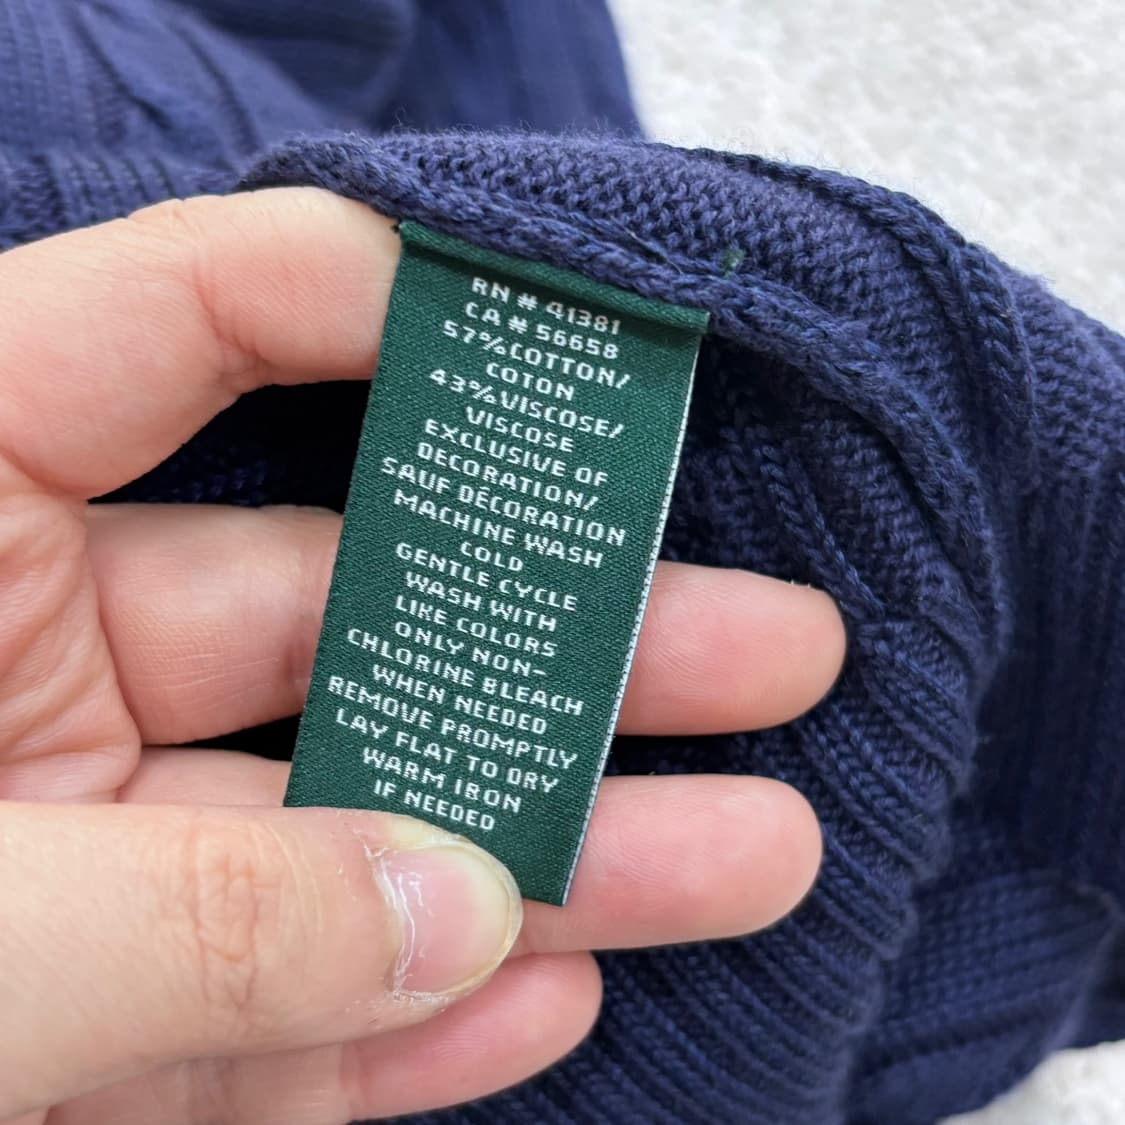 RN # 41381
CA # 56658
57%COTTON/
COTON
43%VISCOSE/
VISCOSE
EXCLUSIVE OF
DECORATION/
SAUF DÉCORATION
MACHINE WASH
COLD
GENTLE CYCLE
WASH WITH
LIKE COLORS
ONLY NON-
CHLORINE BLEACH
WHEN NEEDED
REMOVE PROMPTLY
LAY FLAT TO DRY
WARM IRON
IF NEEDED